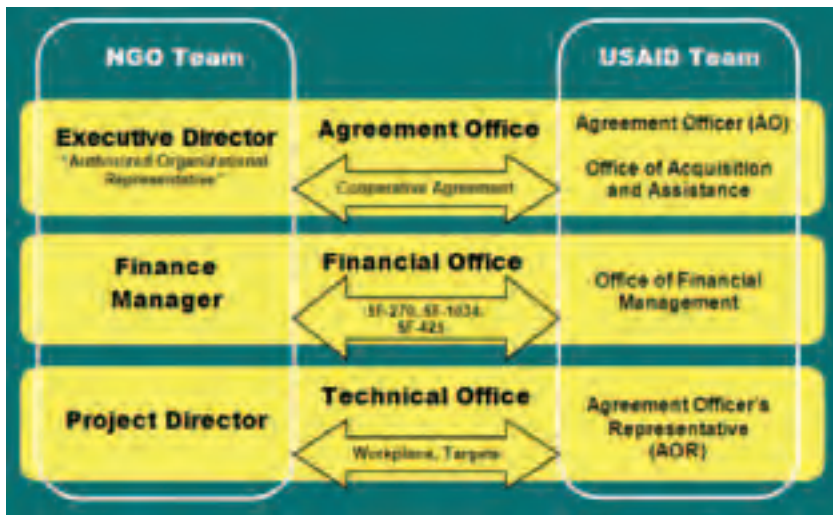 NGO Team
USAID Team
Executive Director
"Authorized Organizational
Representative"
Agreement Office
Cooperative Agreement
Agreement Officer (AO)
Office of Acquisition
and Assistance
Finance
Manager
Financial Office
SF-270, SF-1034,
SF-425
Office of Financial
Management
Project Director
Technical Office
Workplans, Targets
Agreement Officer's
Representative
(AOR)